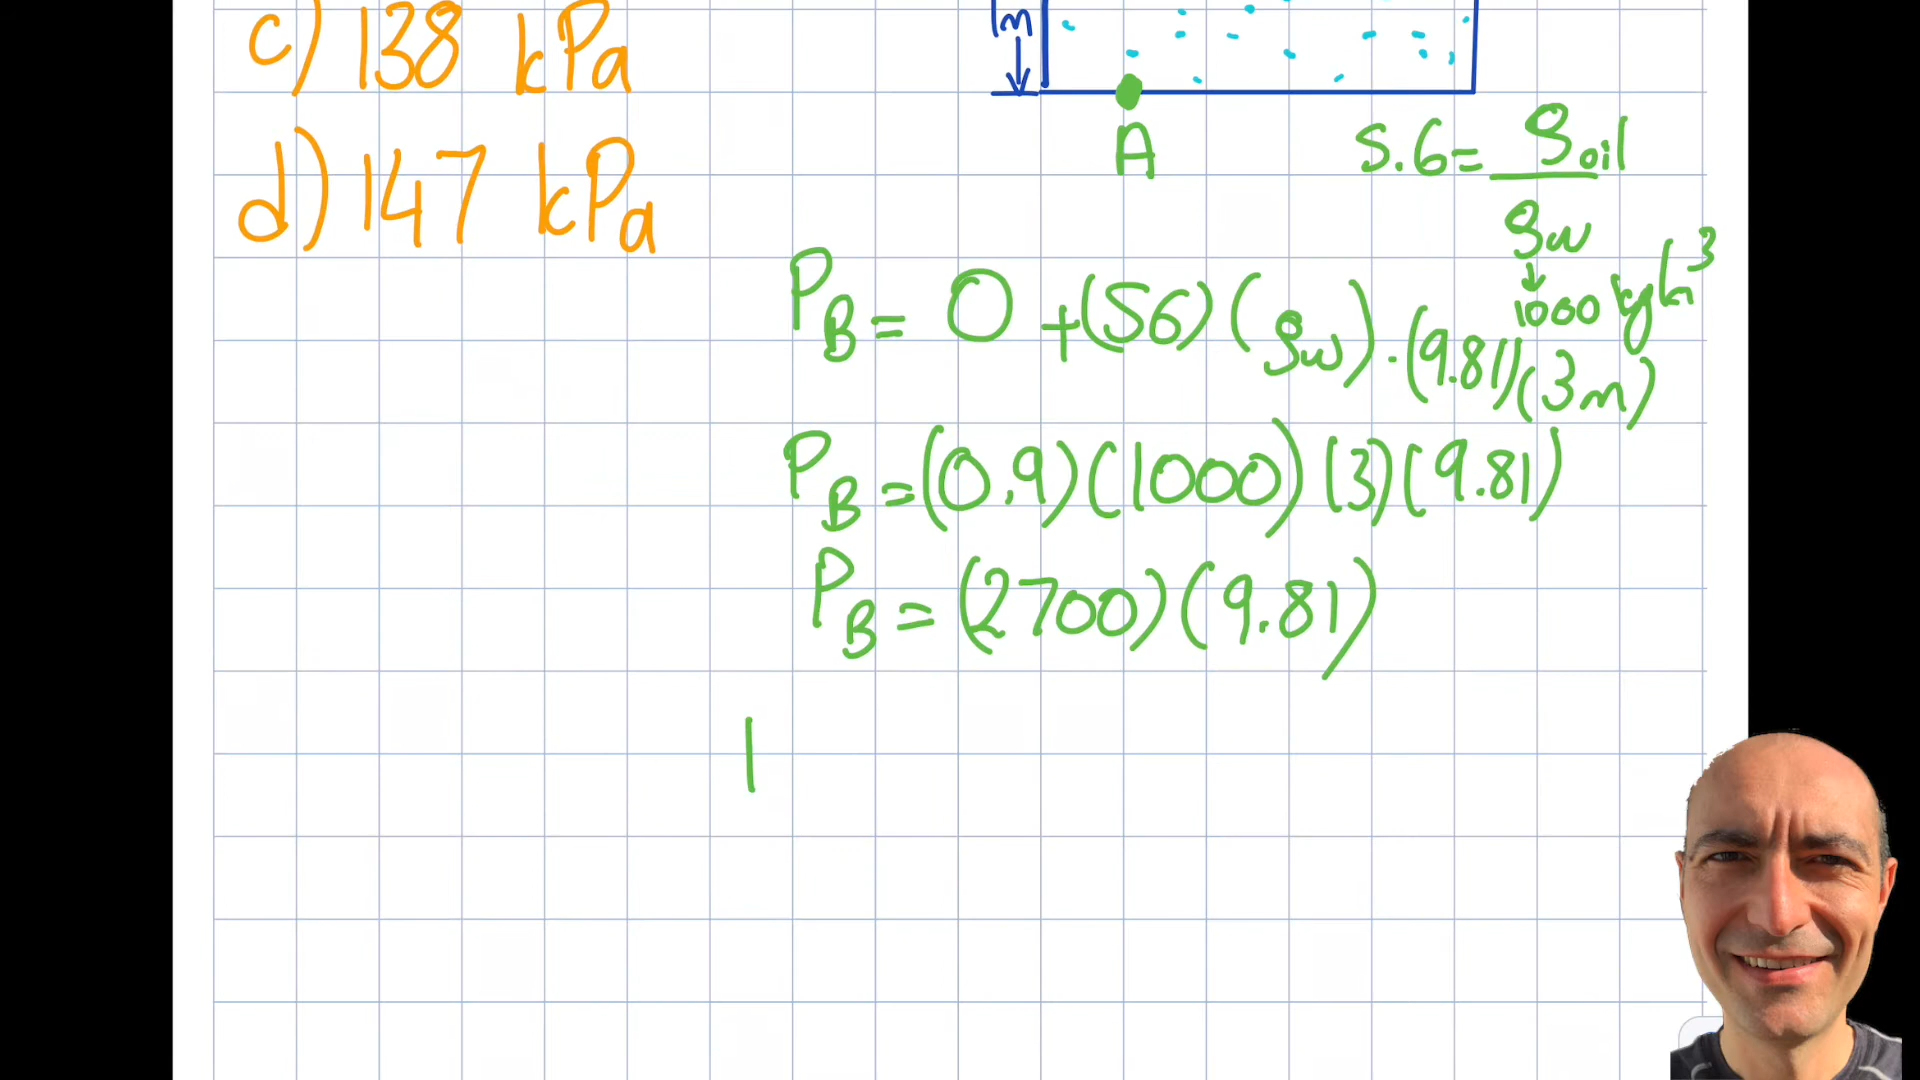 c) 138 kPa
d) 147 kPa
1m
A
S.G = ρoil / ρw
1000 kg/m³
PB = 0 + (SG)(ρw)·(9.81)(3m)
PB = (0.9)(1000)(3)(9.81)
PB = (2700)(9.81)